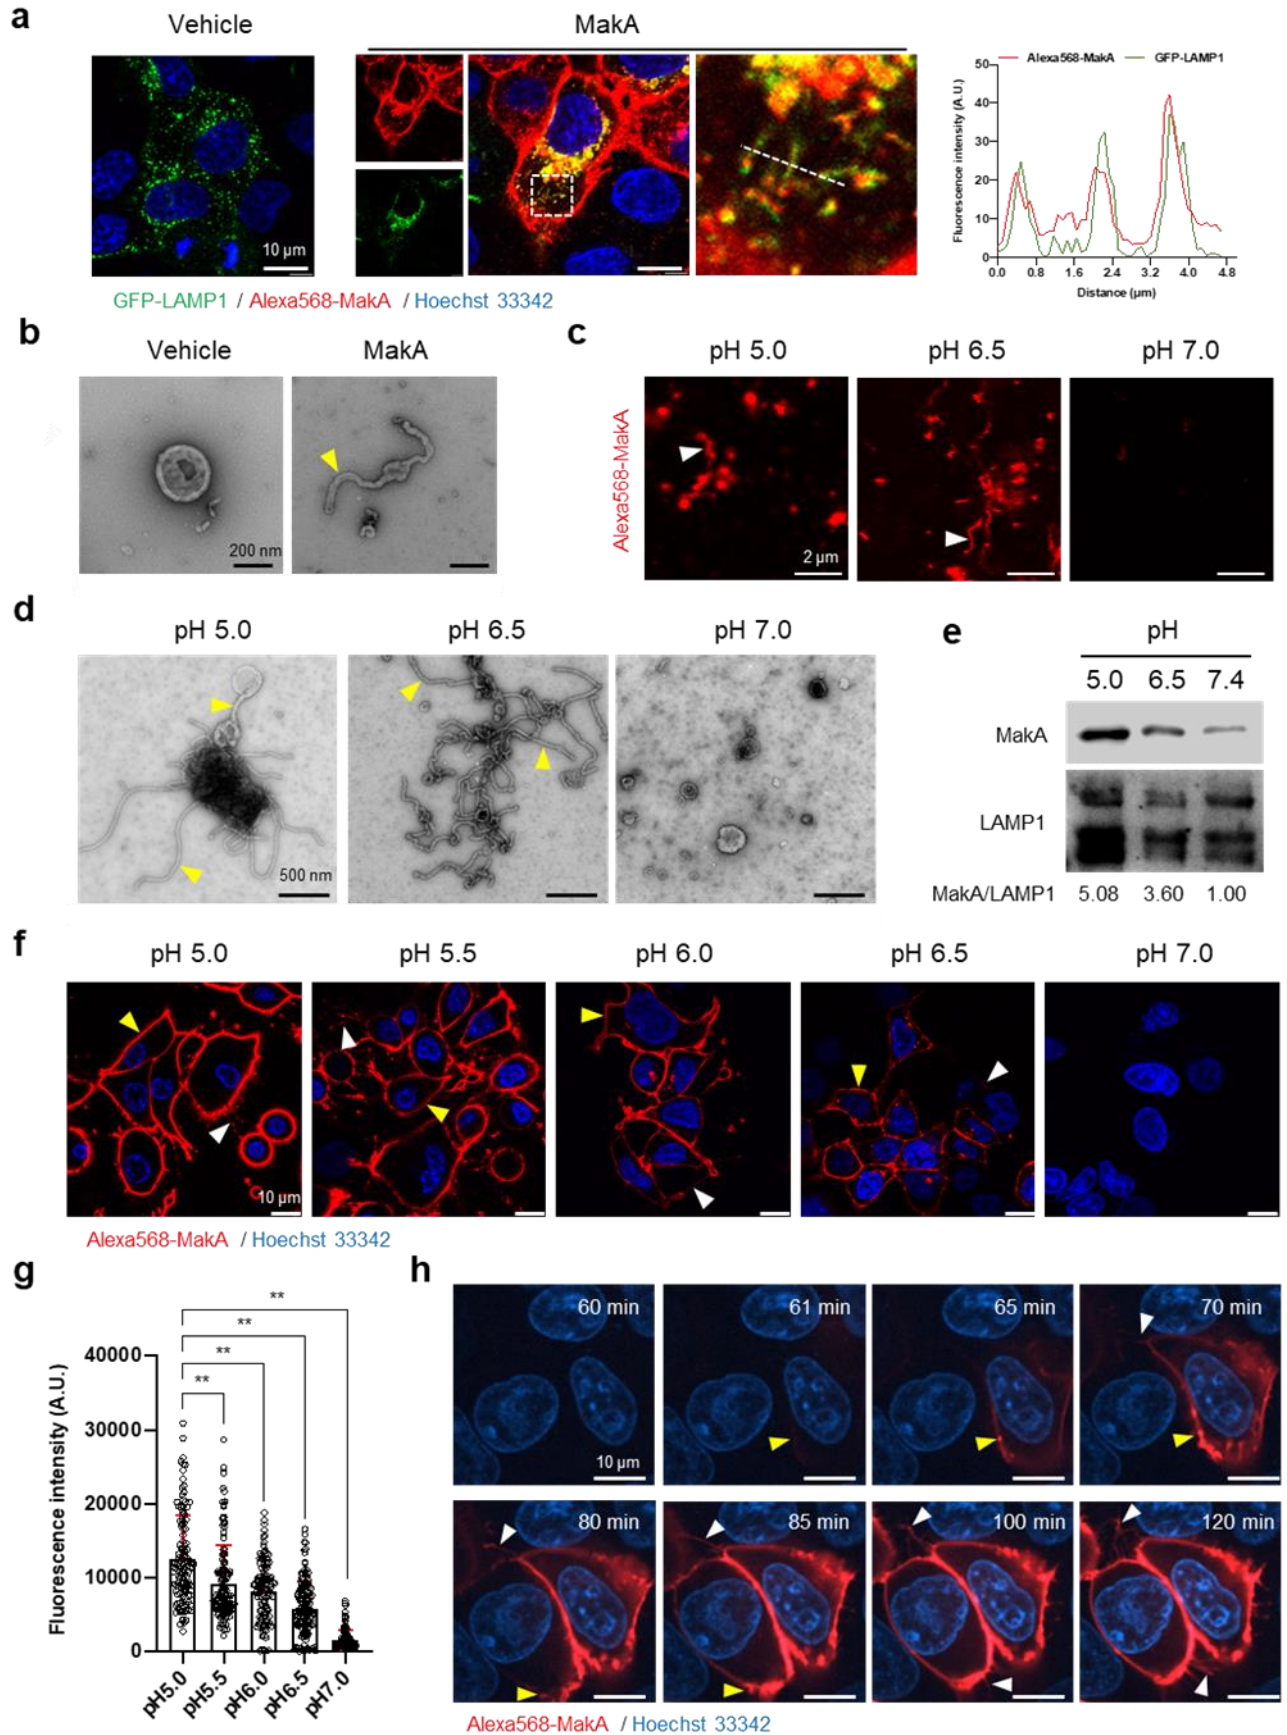 a
Vehicle
MakA
10 µm
50
40
30
20
10
0
Alexa568-MakA
GFP-LAMP1
Fluorescence intensity (A.U.)
0.0 0.8 1.6 2.4 3.2 4.0 4.8
Distance (µm)
GFP-LAMP1 / Alexa568-MakA / Hoechst 33342
b
Vehicle
MakA
200 nm
c
pH 5.0
pH 6.5
pH 7.0
Alexa568-MakA
2 µm
d
pH 5.0
pH 6.5
pH 7.0
500 nm
e
pH
5.0 6.5 7.4
MakA
LAMP1
MakA/LAMP1 5.08 3.60 1.00
f
pH 5.0
pH 5.5
pH 6.0
pH 6.5
pH 7.0
10 µm
Alexa568-MakA / Hoechst 33342
g
**
**
**
**
Fluorescence intensity (A.U.)
40000
30000
20000
10000
0
pH5.0
pH5.5
pH6.0
pH6.5
pH7.0
h
60 min
61 min
65 min
70 min
10 µm
80 min
85 min
100 min
120 min
Alexa568-MakA / Hoechst 33342